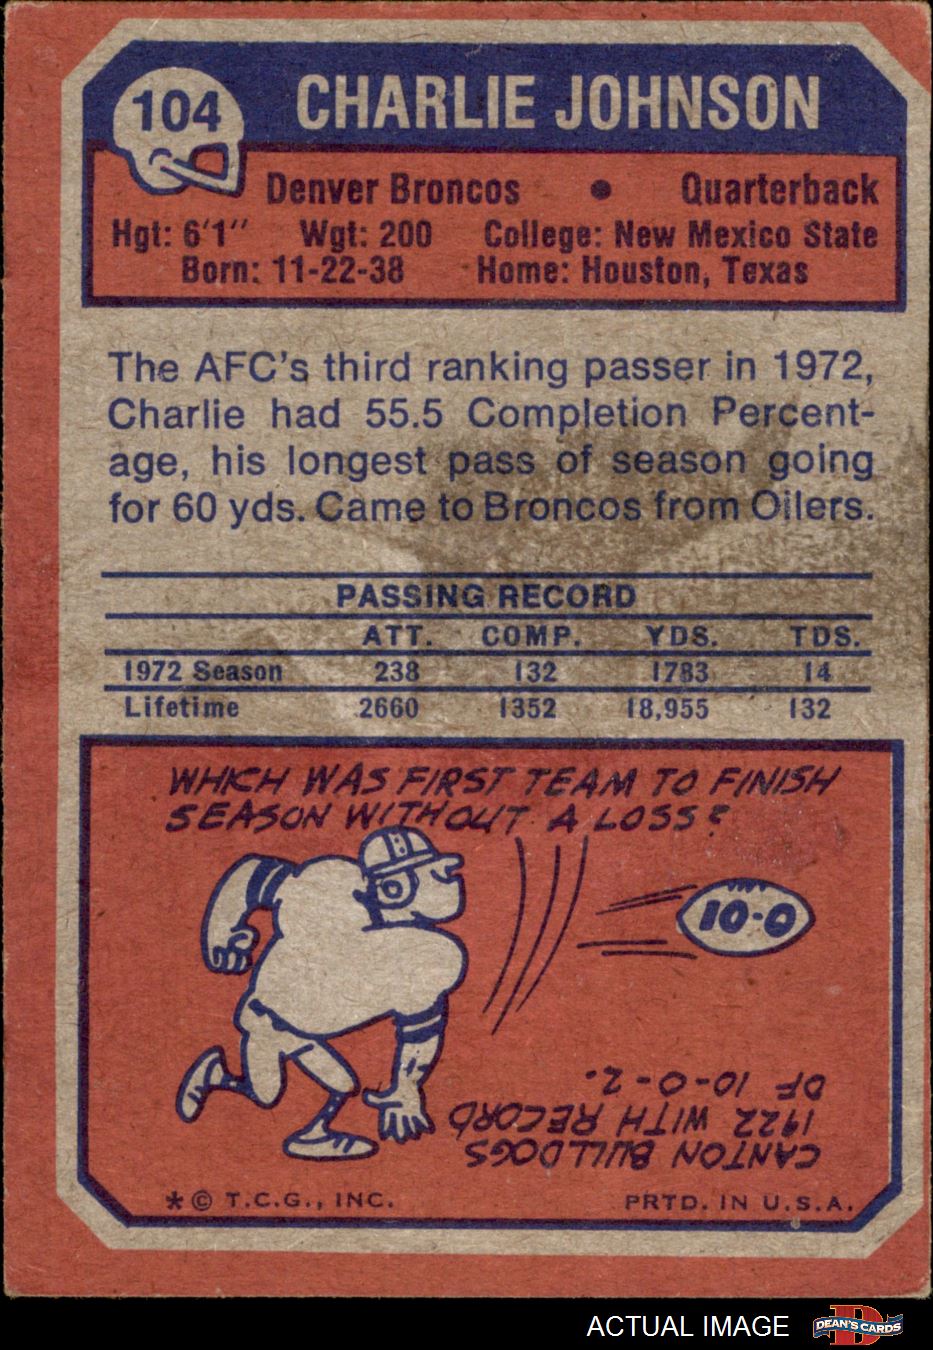 104
CHARLIE JOHNSON
Denver Broncos • Quarterback
Hgt: 6'1" Wgt: 200 College: New Mexico State
Born: 11-22-38 Home: Houston, Texas
The AFC's third ranking passer in 1972,
Charlie had 55.5 Completion Percent-
age, his longest pass of season going
for 60 yds. Came to Broncos from Oilers.
PASSING RECORD
ATT. COMP. YDS. TDS.
1972 Season 238 132 1783 14
Lifetime 2660 1352 18,955 132
WHICH WAS FIRST TEAM TO FINISH
SEASON WITHOUT A LOSS?
10-0
CANTON BULLDOGS
1922 WITH RECORD
OF 10-0-2.
* © T.C.G., INC. PRTD. IN U.S.A.
ACTUAL IMAGE
D
DEAN'S CARDS